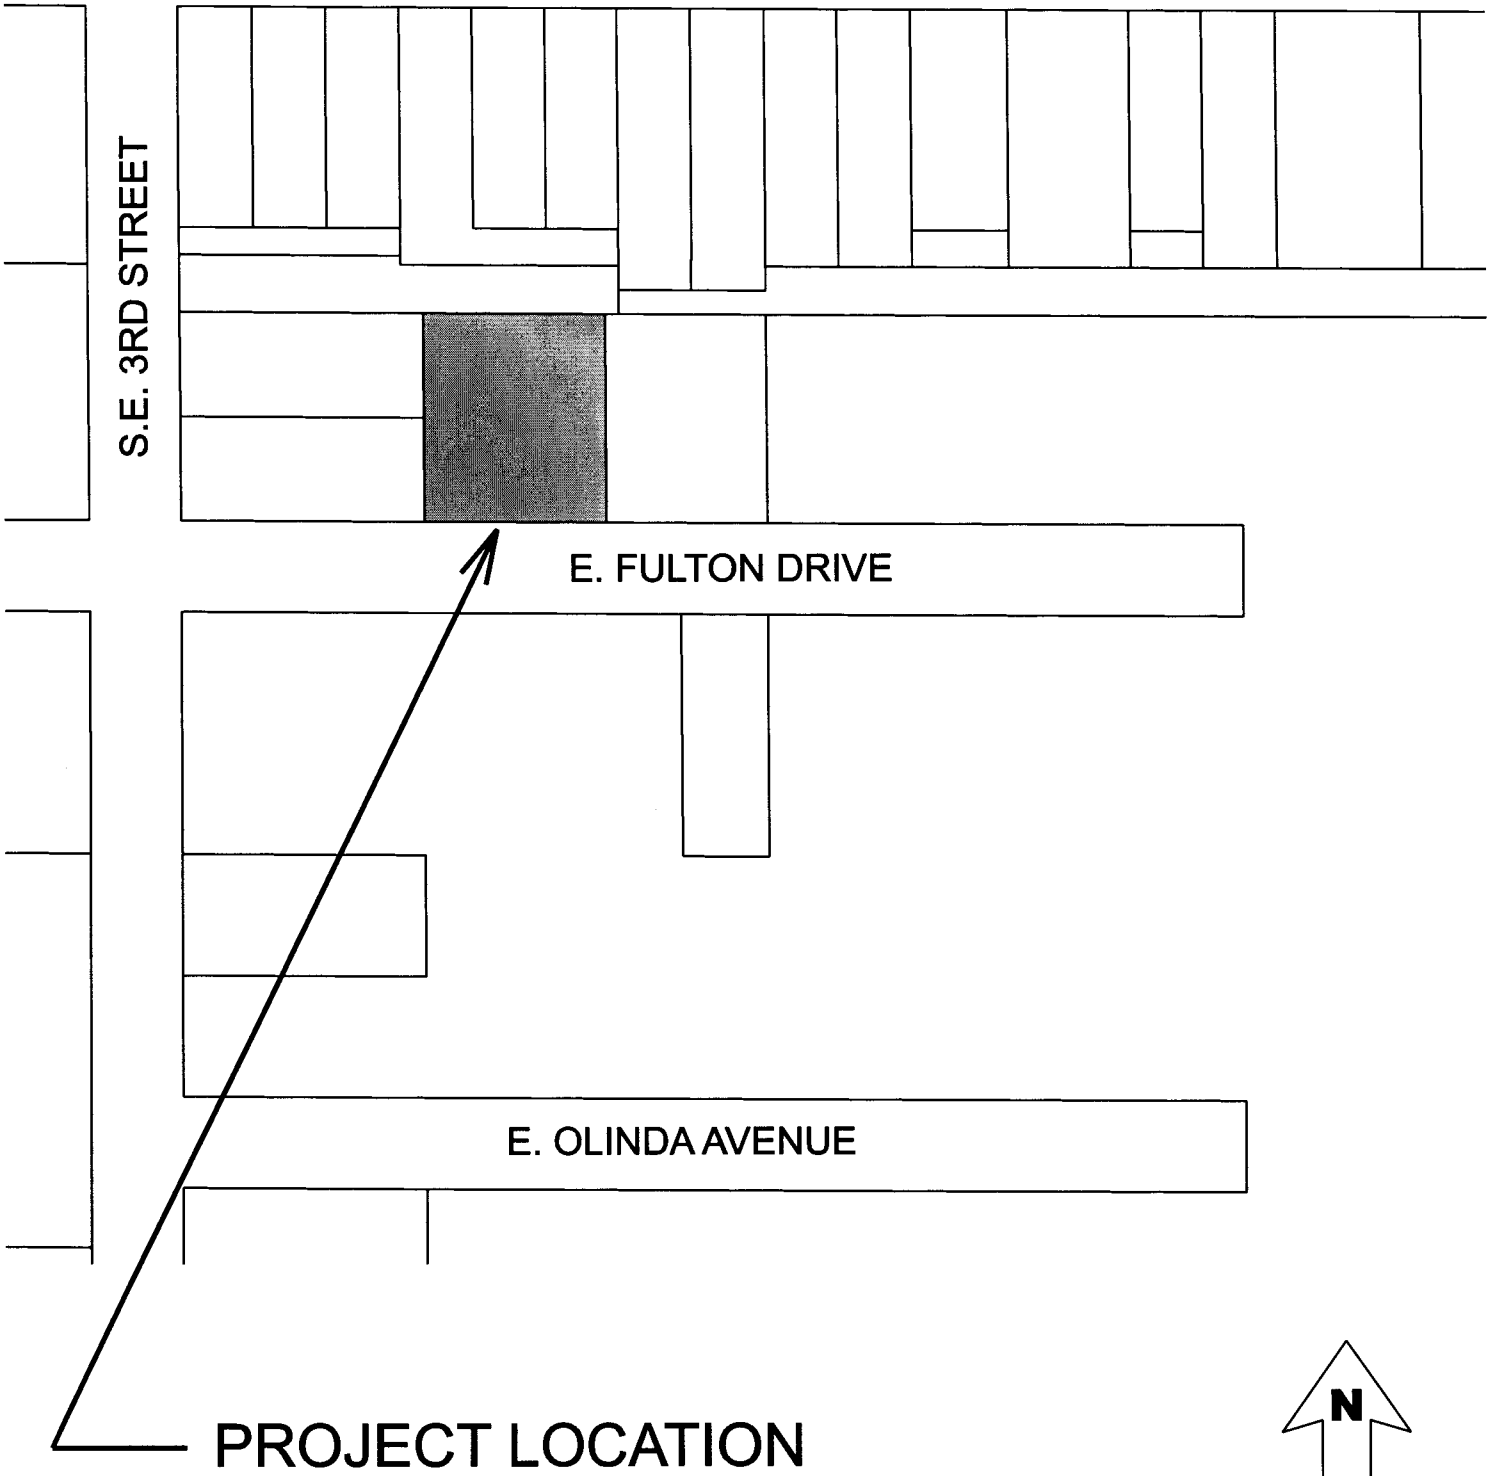 S.E. 3RD STREET
E. FULTON DRIVE
E. OLINDA AVENUE
PROJECT LOCATION
N